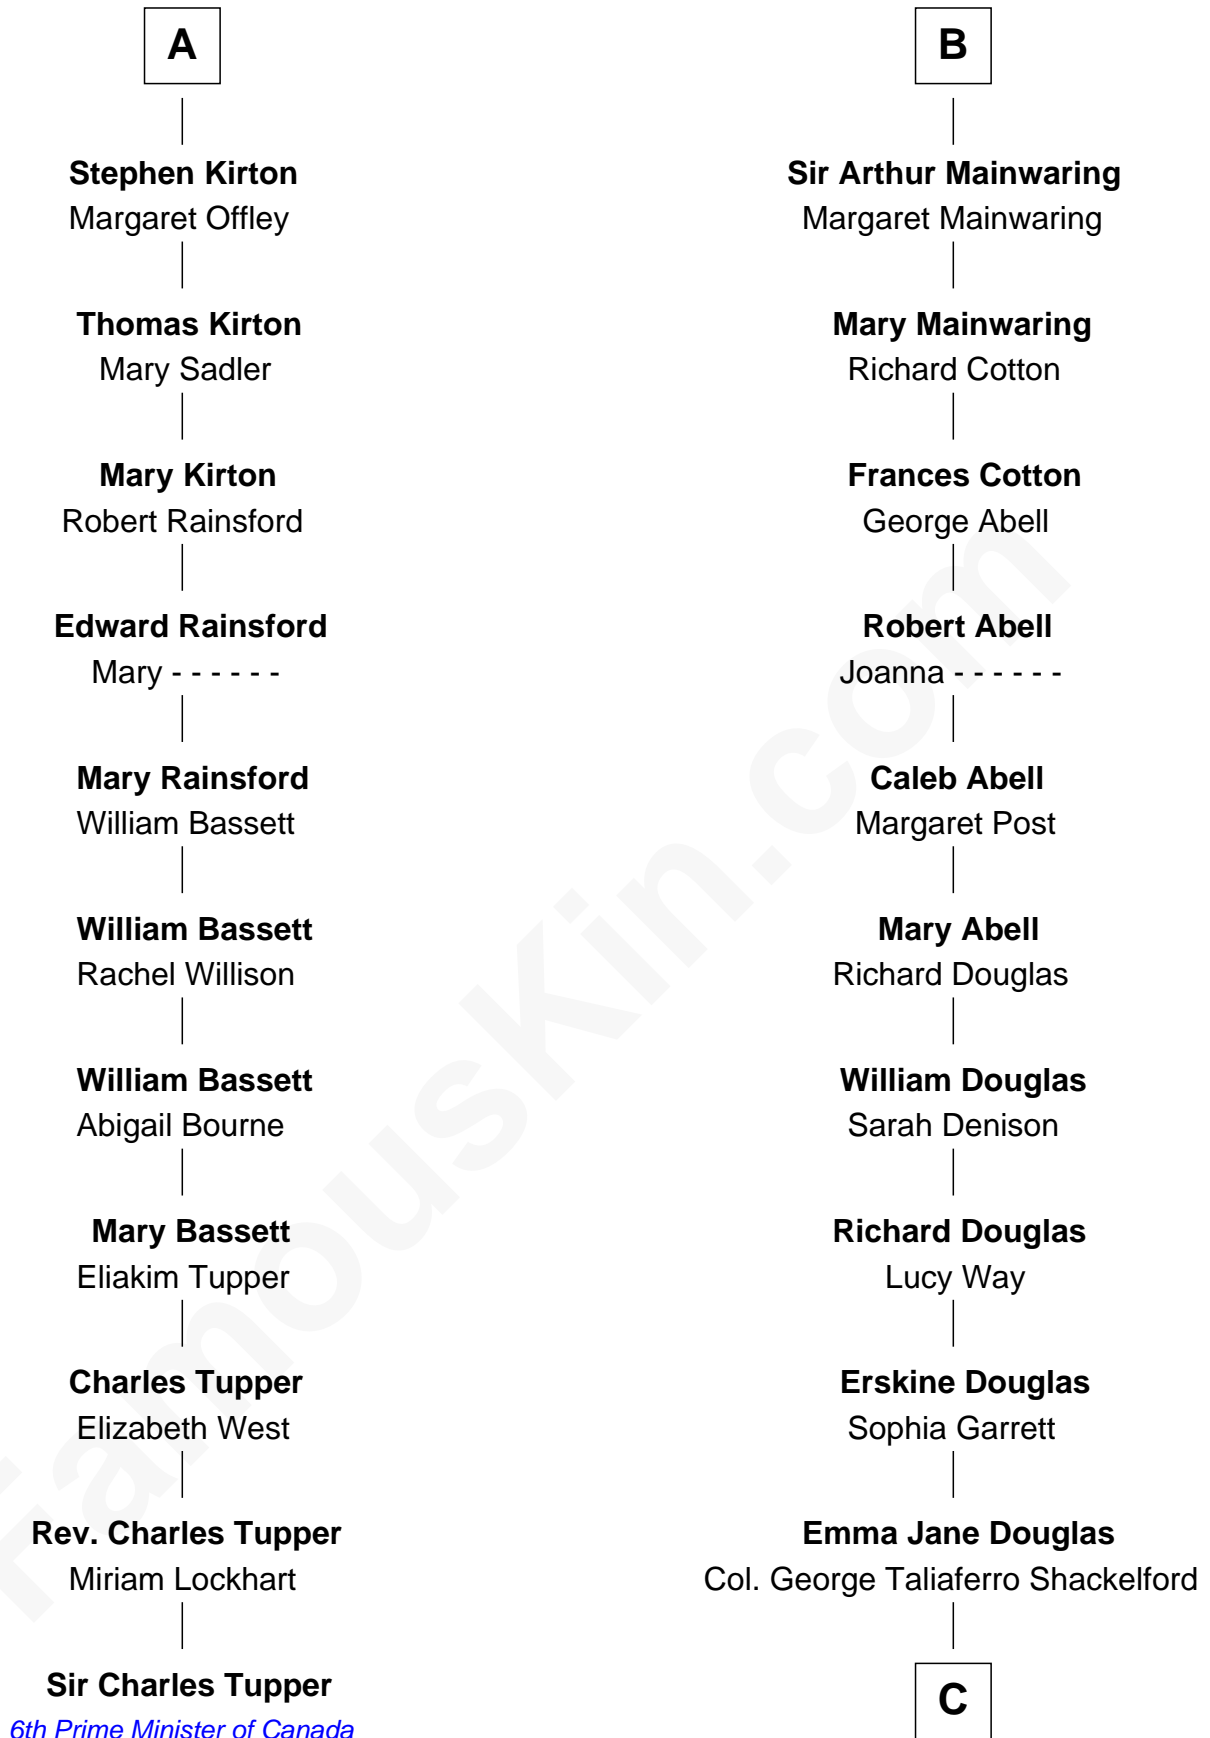 A
Stephen Kirton
Margaret Offley
Thomas Kirton
Mary Sadler
Mary Kirton
Robert Rainsford
Edward Rainsford
Mary - - - - - -
Mary Rainsford
William Bassett
William Bassett
Rachel Willison
William Bassett
Abigail Bourne
Mary Bassett
Eliakim Tupper
Charles Tupper
Elizabeth West
Rev. Charles Tupper
Miriam Lockhart
Sir Charles Tupper
6th Prime Minister of Canada
B
Sir Arthur Mainwaring
Margaret Mainwaring
Mary Mainwaring
Richard Cotton
Frances Cotton
George Abell
Robert Abell
Joanna - - - - - -
Caleb Abell
Margaret Post
Mary Abell
Richard Douglas
William Douglas
Sarah Denison
Richard Douglas
Lucy Way
Erskine Douglas
Sophia Garrett
Emma Jane Douglas
Col. George Taliaferro Shackelford
C
FamousKin.com